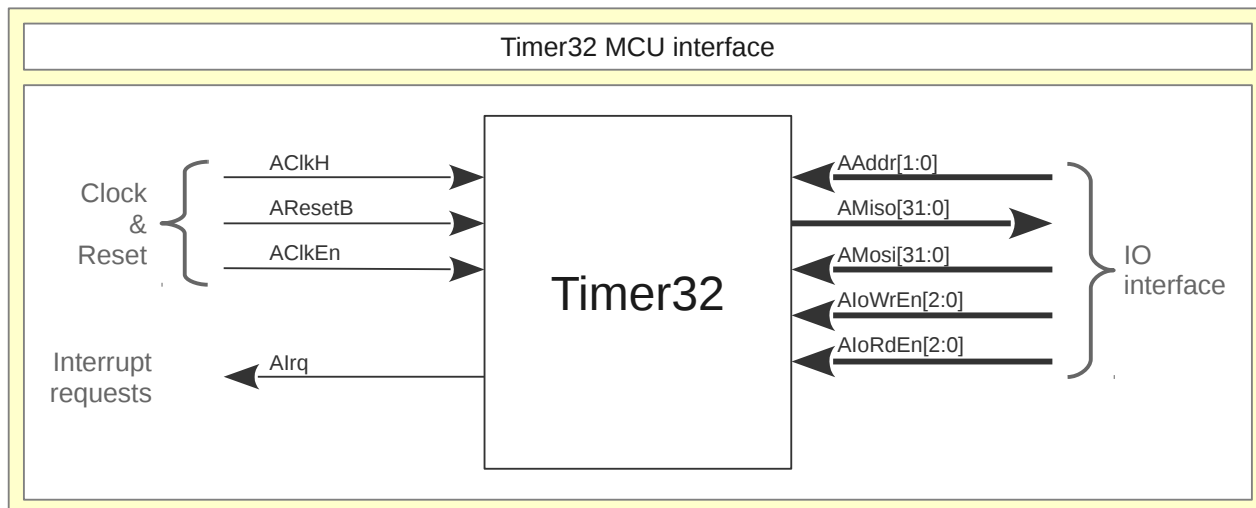 Timer32 MCU interface
Clock
&
Reset
AClkH
AResetB
AClkEn
Interrupt
requests
AIrq
Timer32
AAddr[1:0]
AMiso[31:0]
AMosi[31:0]
AIoWrEn[2:0]
AIoRdEn[2:0]
IO
interface